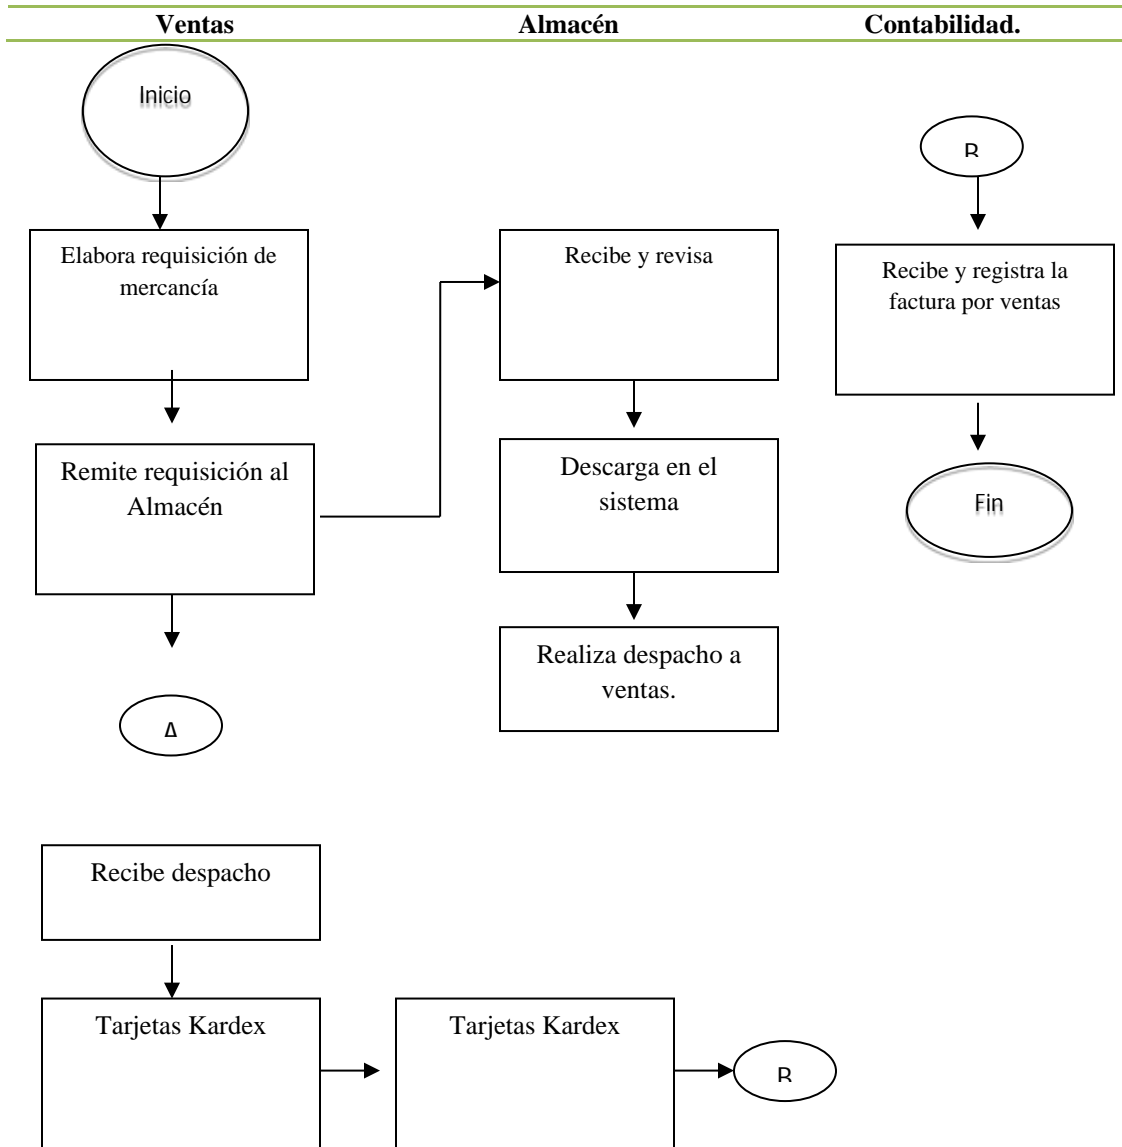 Ventas Almacén Contabilidad.
Inicio
Elabora requisición de
mercancía
Remite requisición al
Almacén
A
Recibe y revisa
Descarga en el
sistema
Realiza despacho a
ventas.
B
Recibe y registra la
factura por ventas
Fin
Recibe despacho
Tarjetas Kardex
Tarjetas Kardex
B